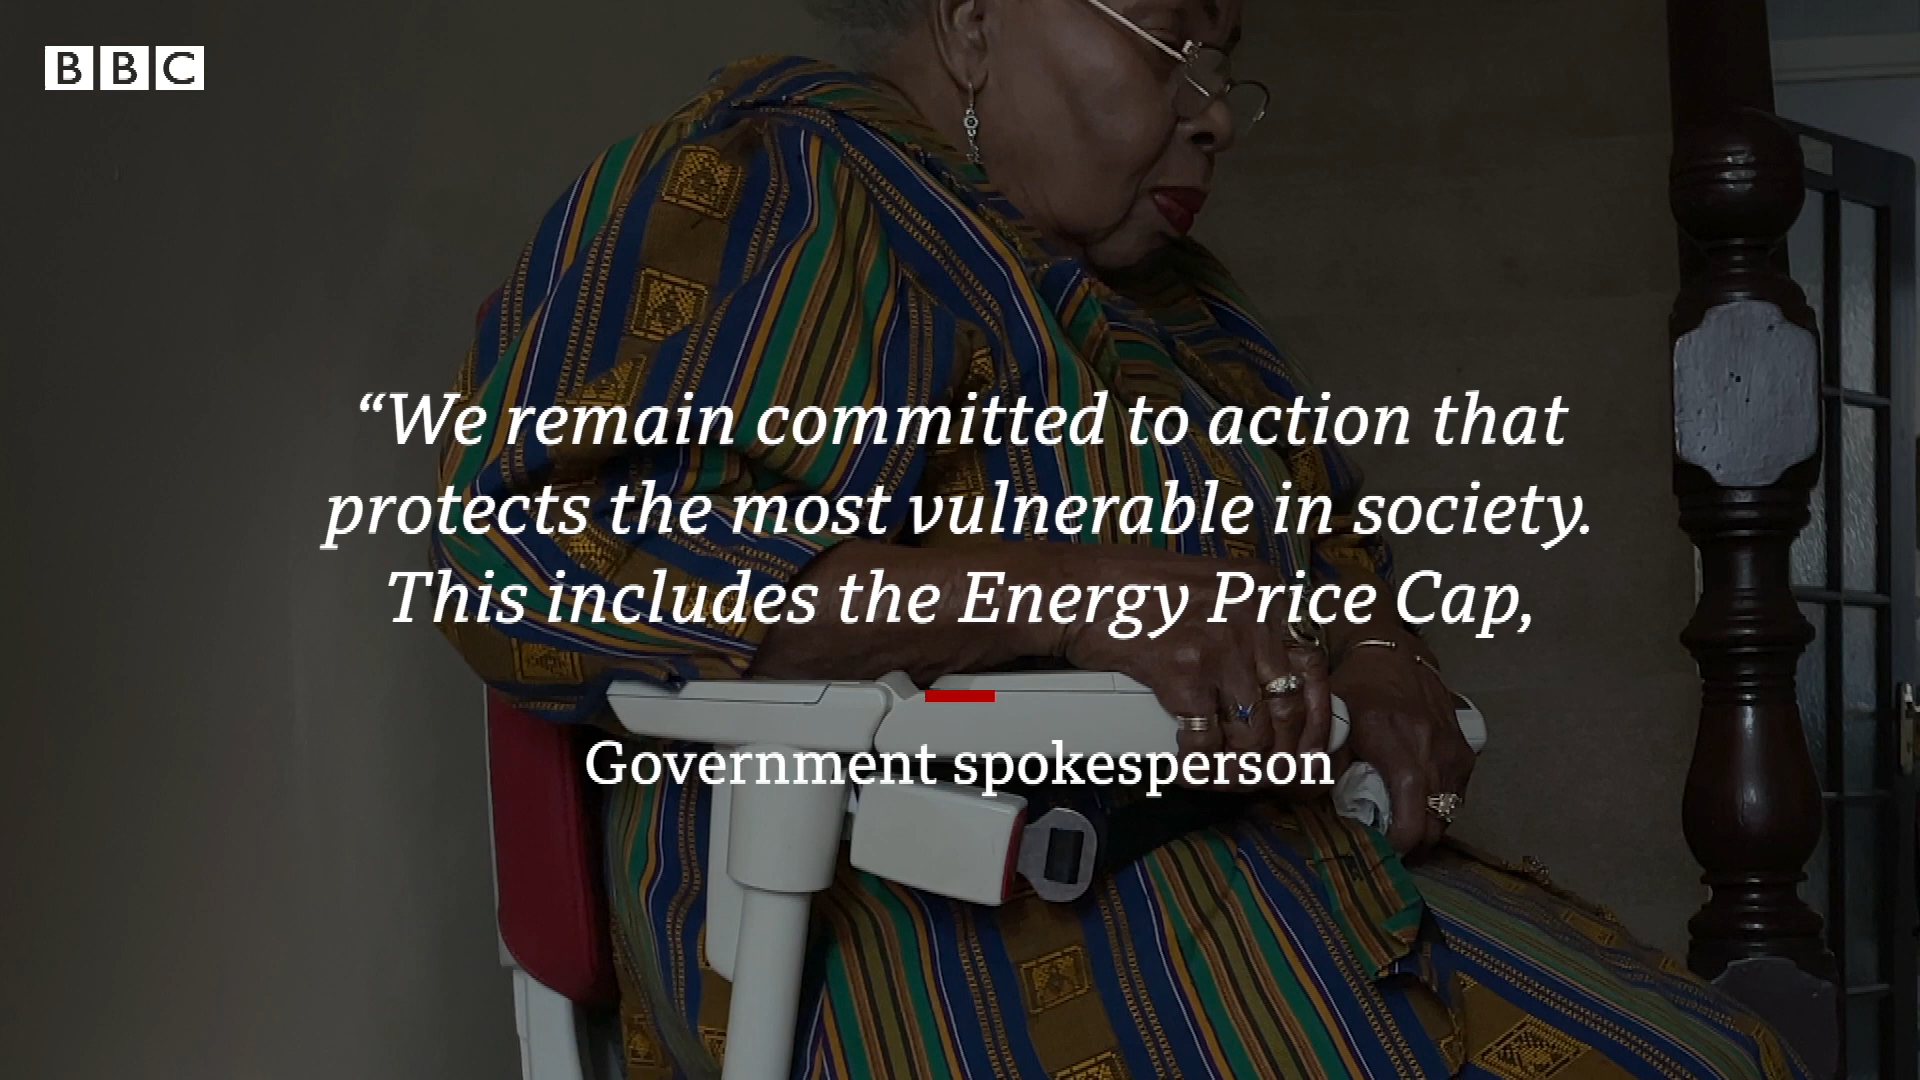 BBC
“We remain committed to action that
protects the most vulnerable in society.
This includes the Energy Price Cap,
Government spokesperson